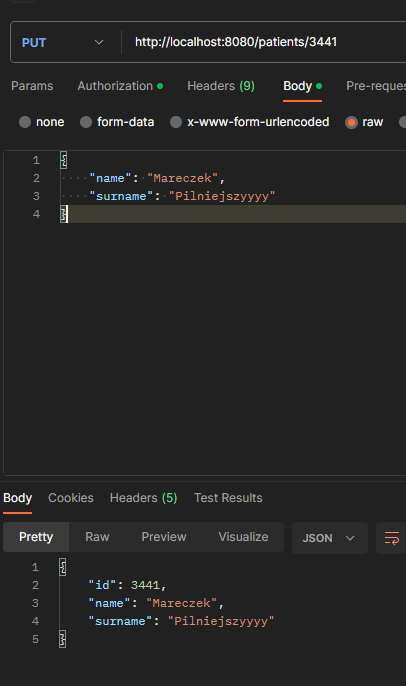 PUT http://localhost:8080/patients/3441
Params Authorization Headers (9) Body Pre-reques
none form-data x-www-form-urlencoded raw
1 {
2 "name": "Mareczek",
3 "surname": "Pilniejszyyyy"
4 }
Body Cookies Headers (5) Test Results
Pretty Raw Preview Visualize JSON
1 {
2 "id": 3441,
3 "name": "Mareczek",
4 "surname": "Pilniejszyyyy"
5 }